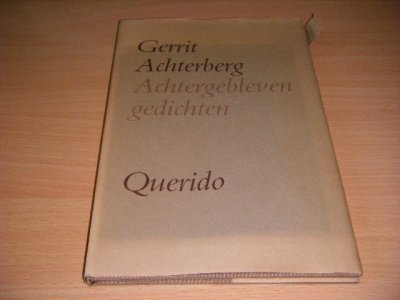 Gerrit
Achterberg
Achtergebleven
gedichten
Querido